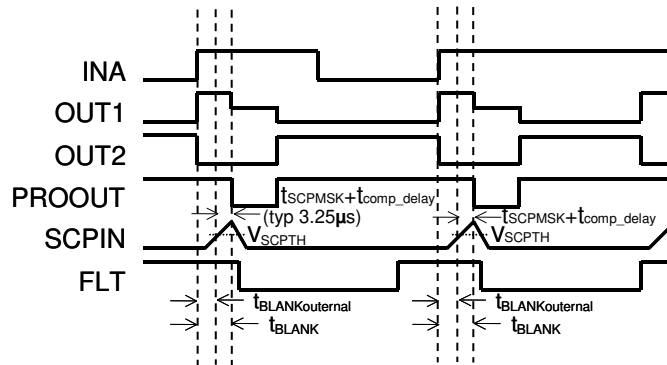 INA
OUT1
OUT2
PROOUT
tSCPMSK+tcomp_delay
(typ 3.25µs)
tSCPMSK+tcomp_delay
SCPIN
VSCPTH
VSCPTH
FLT
tBLANKouternal
tBLANKouternal
tBLANK
tBLANK